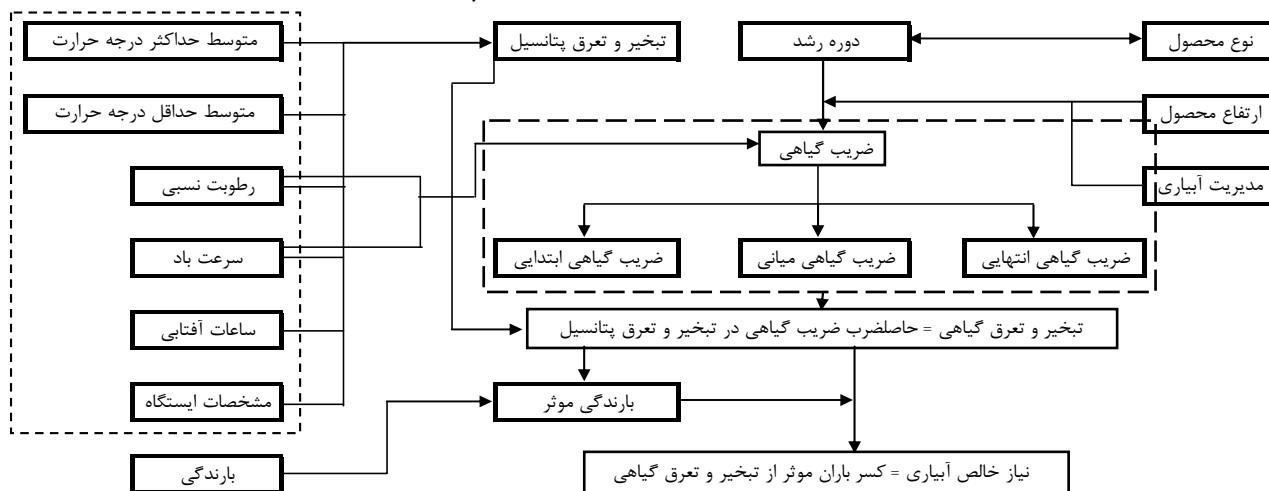 نوع محصول
دوره رشد
تبخیر و تعرق پتانسیل
متوسط حداکثر درجه حرارت
ارتفاع محصول
متوسط حداقل درجه حرارت
ضریب گیاهی
مدیریت آبیاری
رطوبت نسبی
ضریب گیاهی انتهایی
ضریب گیاهی میانی
ضریب گیاهی ابتدایی
سرعت باد
تبخیر و تعرق گیاهی = حاصلضرب ضریب گیاهی در تبخیر و تعرق پتانسیل
ساعات آفتابی
بارندگی موثر
مشخصات ایستگاه
نیاز خالص آبیاری = کسر باران موثر از تبخیر و تعرق گیاهی
بارندگی